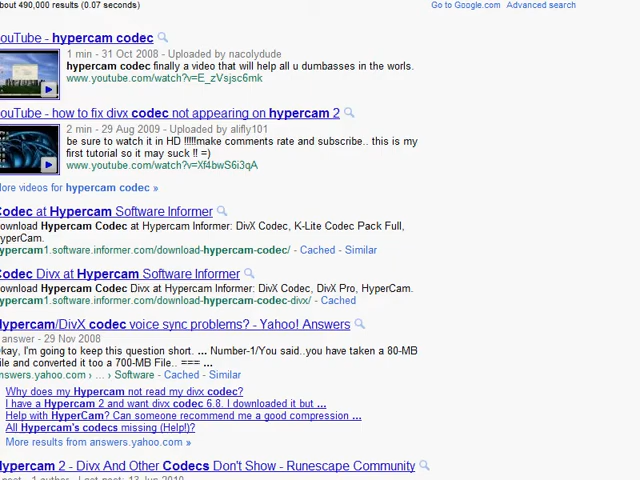 bout 490,000 results (0.07 seconds)
Go to Google.com Advanced search
ouTube - hypercam codec
1 min - 31 Oct 2008 - Uploaded by nacolydude
hypercam codec finally a video that will help all u dumbasses in the worls.
www.youtube.com/watch?v=E_zVsjsc6mk
ouTube - how to fix divx codec not appearing on hypercam 2
2 min - 29 Aug 2009 - Uploaded by alifly101
be sure to watch it in HD !!!!!make comments rate and subscribe.. this is my
first tutorial so it may suck !! =)
www.youtube.com/watch?v=Xf4bwS6i3qA
ore videos for hypercam codec »
Codec at Hypercam Software Informer
ownload Hypercam Codec at Hypercam Informer: DivX Codec, K-Lite Codec Pack Full,
yperCam.
ypercam1.software.informer.com/download-hypercam-codec/ - Cached - Similar
Codec Divx at Hypercam Software Informer
ownload Hypercam Codec Divx at Hypercam Informer: DivX Codec, DivX Pro, HyperCam.
ypercam1.software.informer.com/download-hypercam-codec-divx/ - Cached
ypercam/DivX codec voice sync problems? - Yahoo! Answers
answer - 29 Nov 2008
kay, I'm going to keep this question short. ... Number-1/You said..you have taken a 80-MB
ile and converted it too a 700-MB File.. === ...
nswers.yahoo.com › ... › Software - Cached - Similar
Why does my Hypercam not read my divx codec?
I have a Hypercam 2 and want divx codec 6.8. I downloaded it but ...
Help with HyperCam? Can someone recommend me a good compression ...
All Hypercam's codecs missing (Help!)?
More results from answers.yahoo.com »
ypercam 2 - Divx And Other Codecs Don't Show - Runescape Community
post - 1 author - Last post: 13 Jun 2010